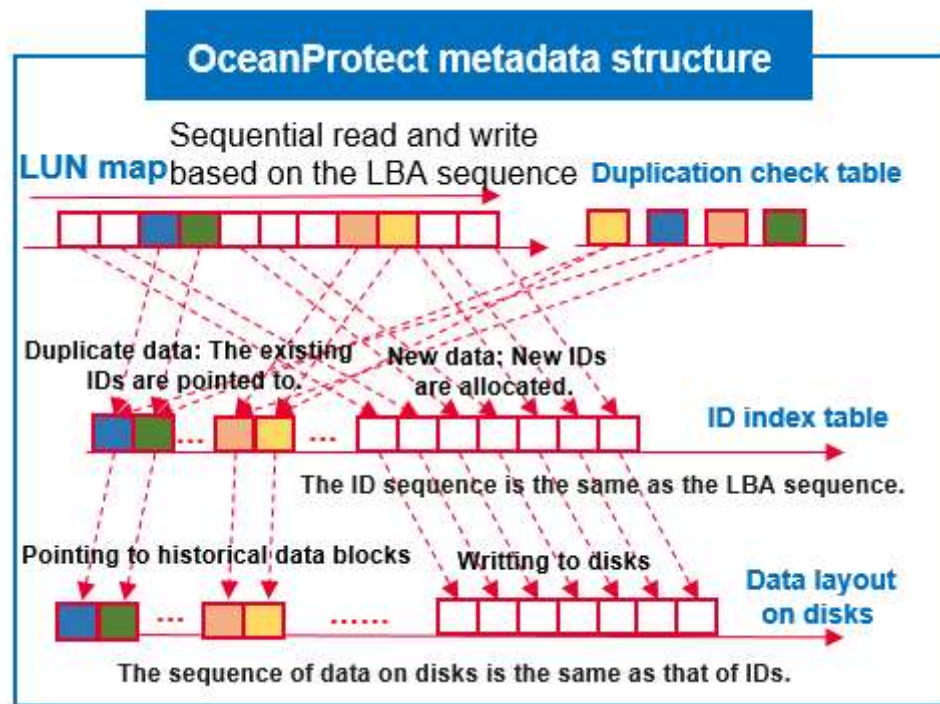 OceanProtect metadata structure
Sequential read and write
based on the LBA sequence
LUN map
Duplication check table
Duplicate data: The existing
IDs are pointed to.
New data: New IDs
are allocated.
...
...
ID index table
The ID sequence is the same as the LBA sequence.
Pointing to historical data blocks
Writting to disks
Data layout
on disks
...
......
The sequence of data on disks is the same as that of IDs.